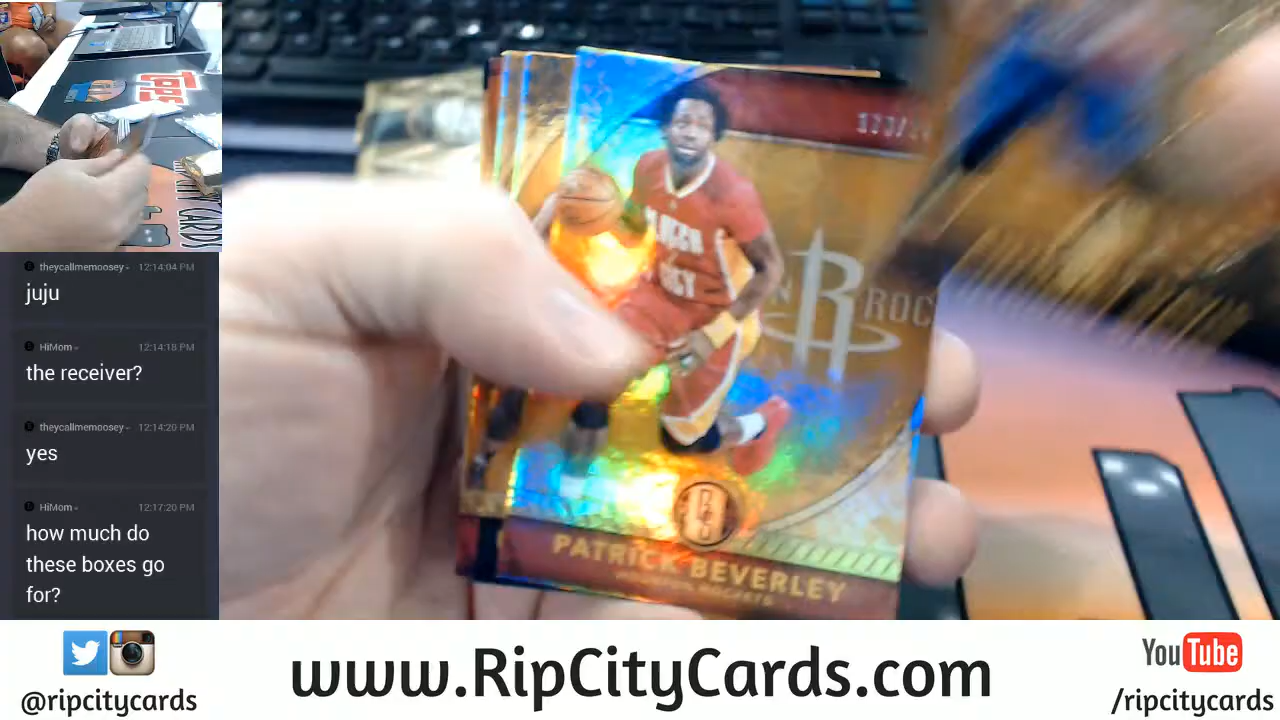 Topps
theycallmemoosey
12:14:04 PM
juju
HiMom
12:14:18 PM
the receiver?
theycallmemoosey
12:14:20 PM
yes
HiMom
12:17:20 PM
how much do
these boxes go
for?
ROC
PATRICK BEVERLEY
@ripcitycards
www.RipCityCards.com
YouTube
/ripcitycards